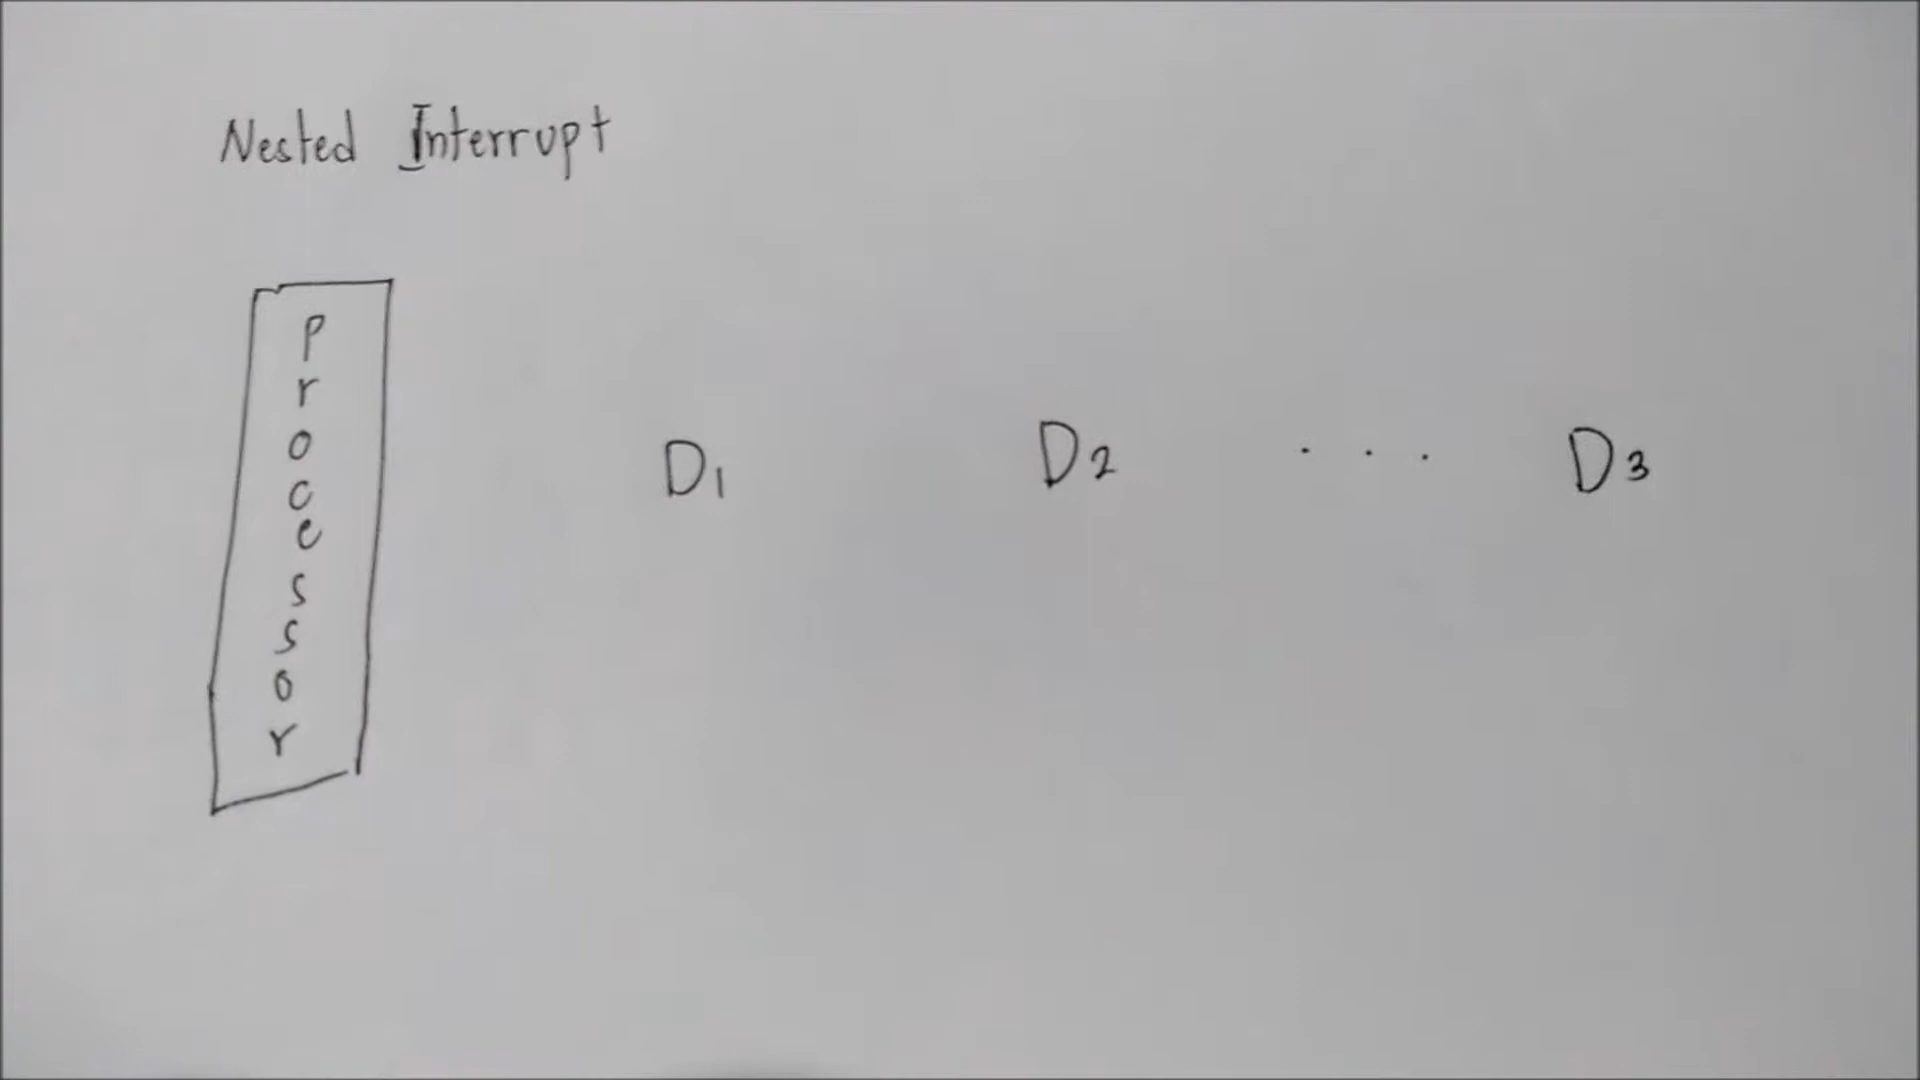 Nested Interrupt
Processor
D1 D2 . . . D3